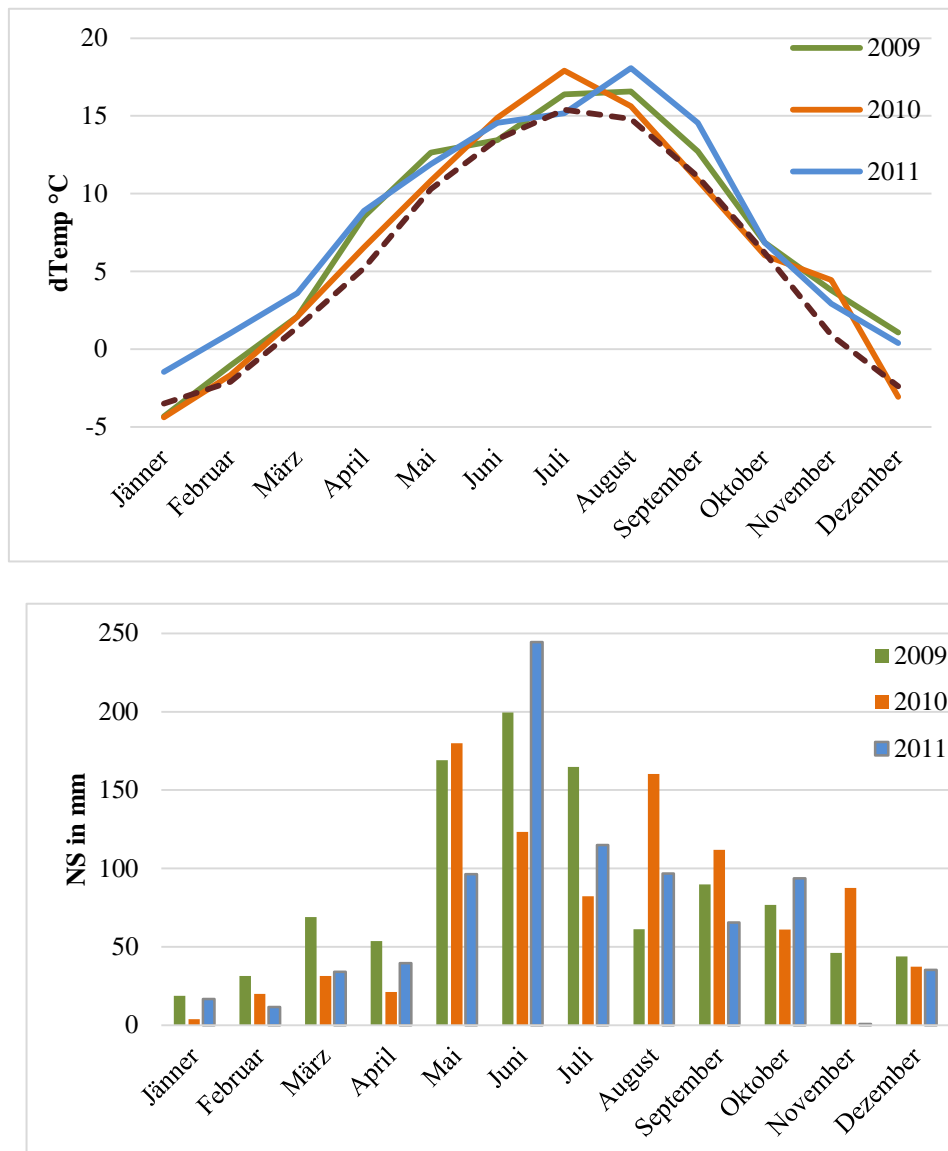 20
15
10
5
0
-5
dTemp °C
2009
2010
2011
Jänner
Februar
März
April
Mai
Juni
Juli
August
September
Oktober
November
Dezember
250
200
150
100
50
0
NS in mm
2009
2010
2011
Jänner
Februar
März
April
Mai
Juni
Juli
August
September
Oktober
November
Dezember